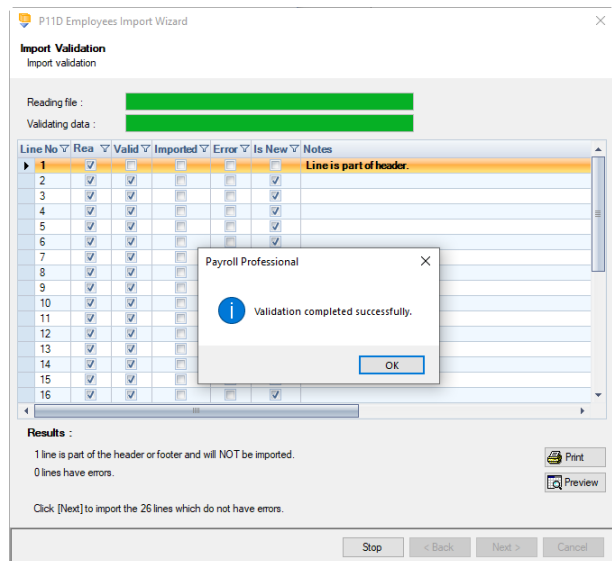 P11D Employees Import Wizard
Import Validation
Import validation
Reading file :
Validating data :
Line No Rea Valid Imported Error Is New Notes
1 Line is part of header.
2
3
4
5
6
7
8
9
10
11
12
13
14
15
16
Payroll Professional
Validation completed successfully.
OK
Results :
1 line is part of the header or footer and will NOT be imported.
0 lines have errors.
Click [Next] to import the 26 lines which do not have errors.
Print
Preview
Stop < Back Next > Cancel